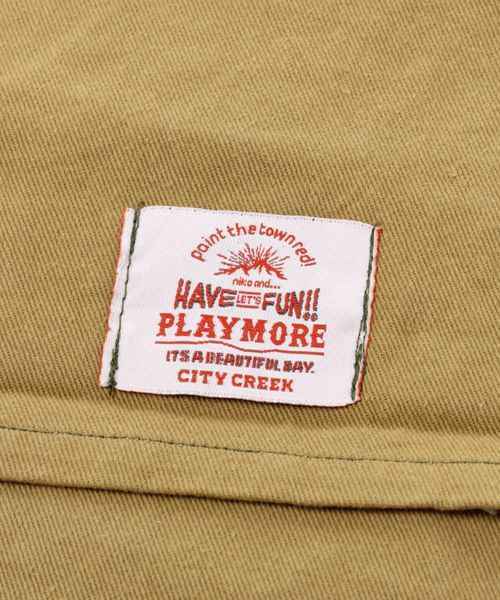 paint the town red!
niko and...
HAVE LET'S FUN!!
PLAYMORE
IT'S A BEAUTIFUL DAY.
CITY CREEK